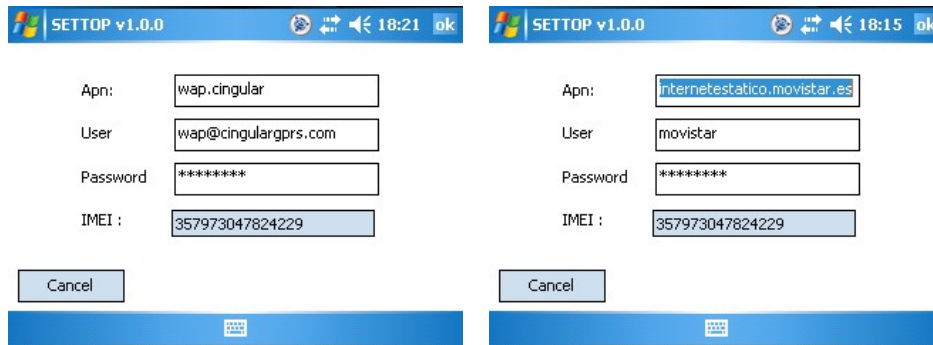 SETTOP v1.0.0 18:21 ok
Apn: wap.cingular
User wap@cingulargprs.com
Password ********
IMEI : 357973047824229
Cancel
SETTOP v1.0.0 18:15 ok
Apn: internetestatico.movistar.es
User movistar
Password ********
IMEI : 357973047824229
Cancel